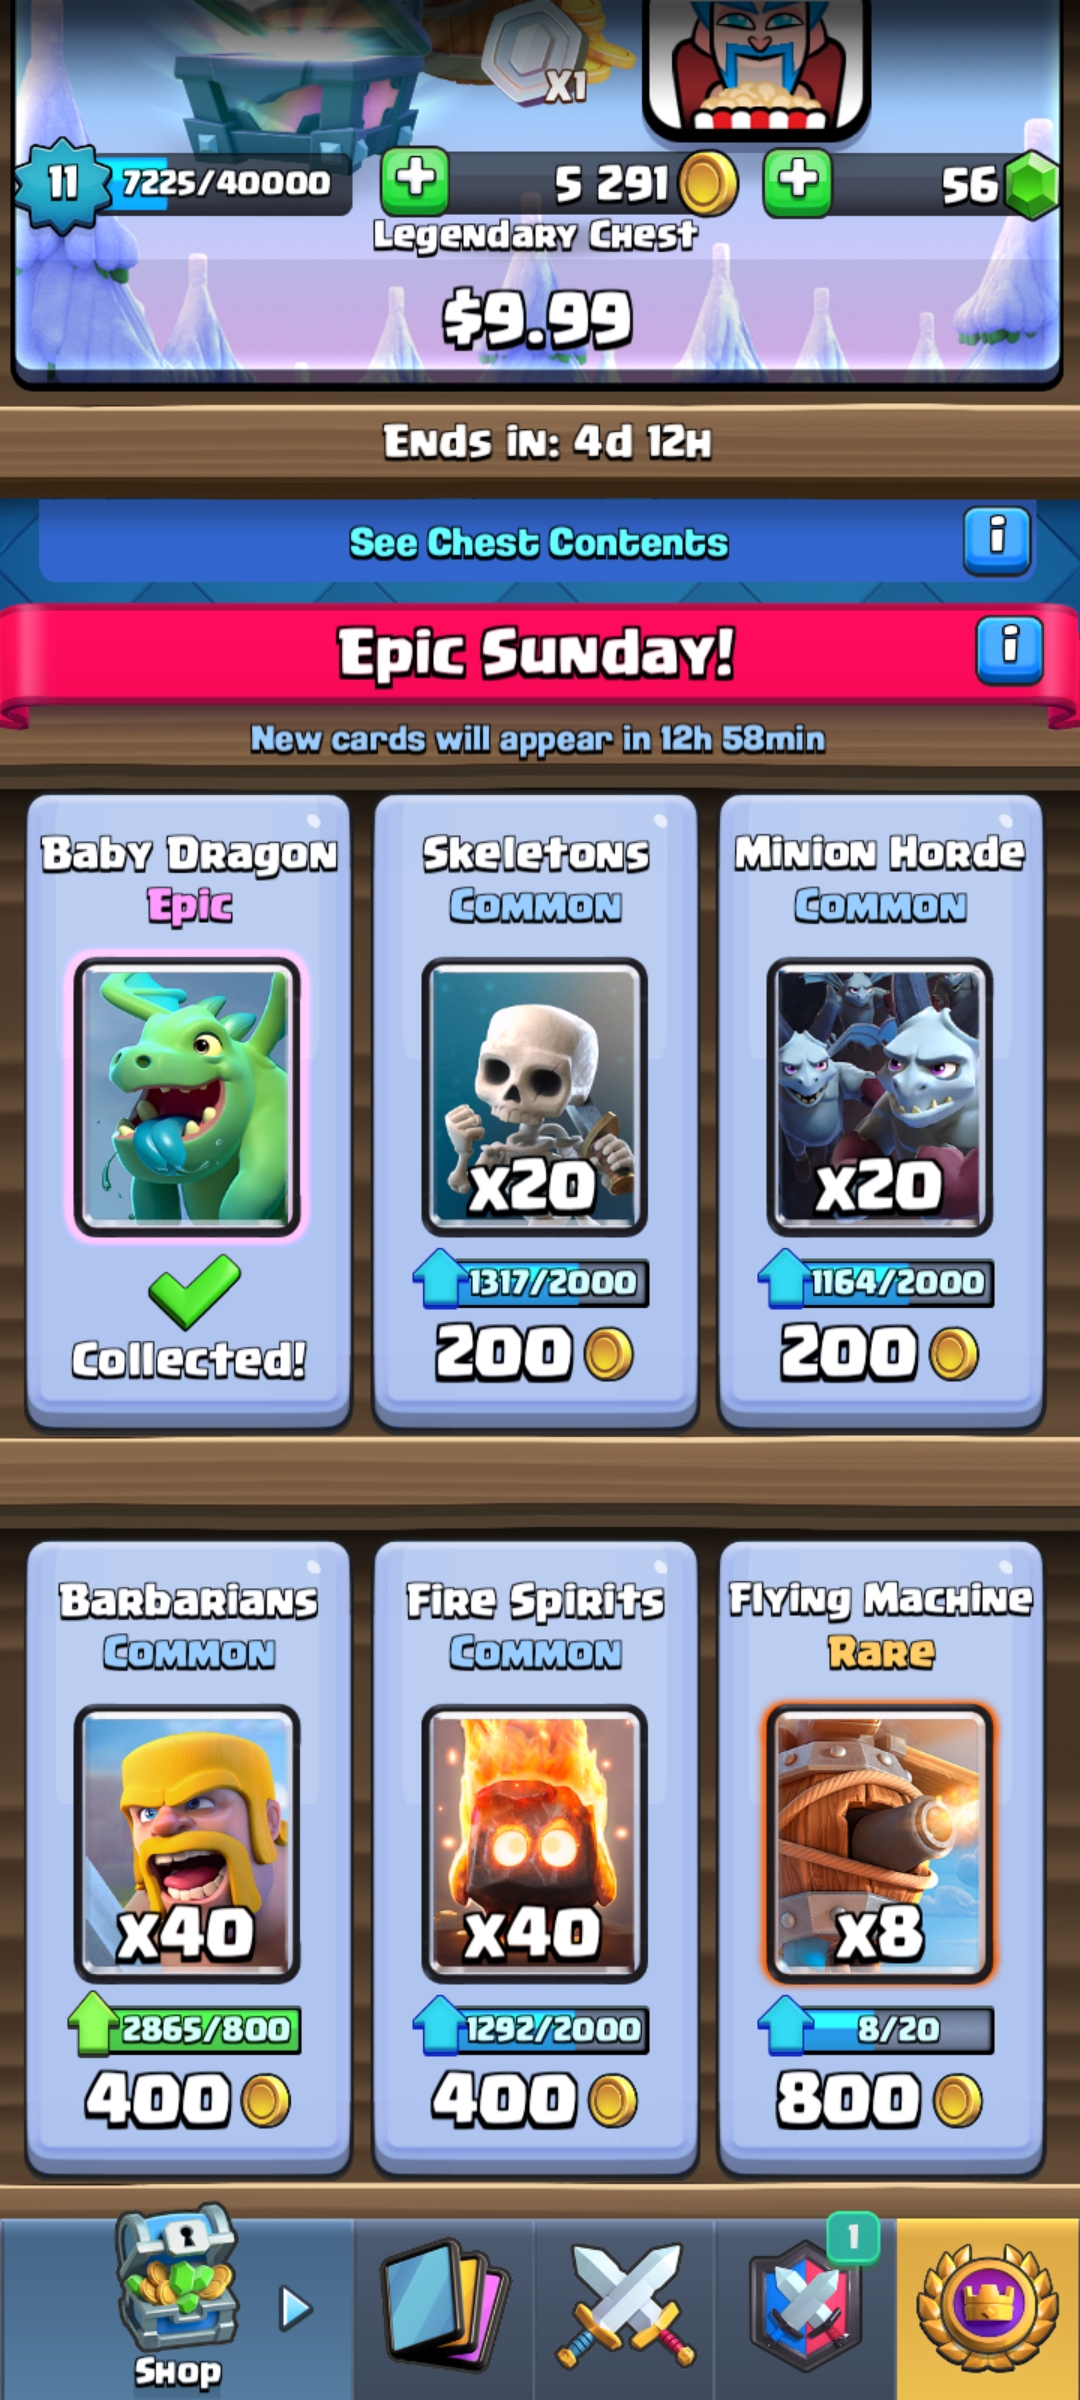 X1
11
7225/40000
5 291
56
Legendary Chest
$9.99
Ends in: 4d 12h
See Chest Contents
i
Epic Sunday!
i
New cards will appear in 12h 58min
Baby Dragon
Epic
Collected!
Skeletons
Common
x20
1317/2000
200
Minion Horde
Common
x20
1164/2000
200
Barbarians
Common
x40
2865/800
400
Fire Spirits
Common
x40
1292/2000
400
Flying Machine
Rare
x8
8/20
800
Shop
1